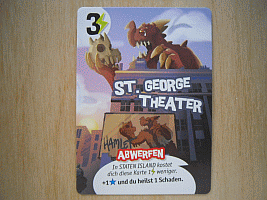 3
ST. GEORGE
THEATER
HAMLE
ABWERFEN
In STATEN ISLAND kostet
dich diese Karte 1 weniger.
+1 und du heilst 1 Schaden.